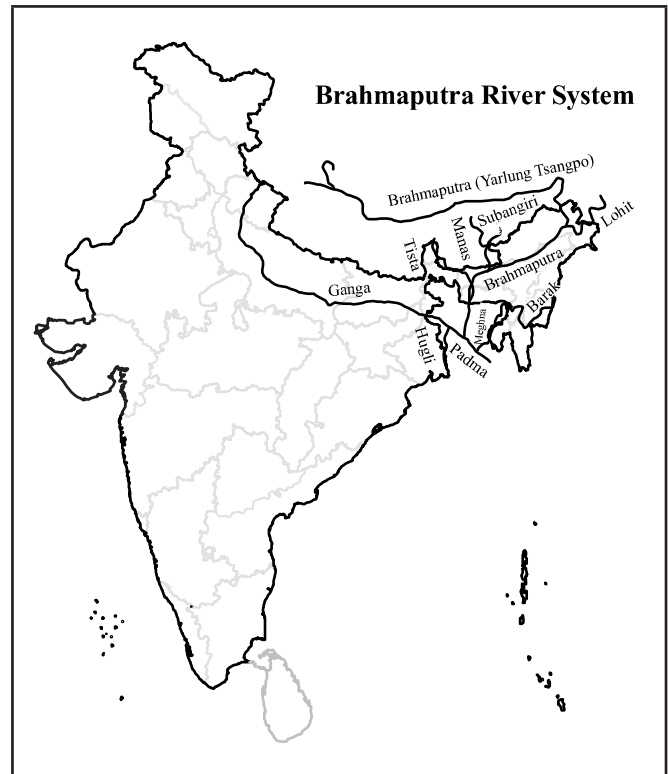 Brahmaputra River System
Brahmaputra (Yarlung Tsangpo)
Subangiri
Lohit
Manas
Tista
Brahmaputra
Ganga
Barak
Meghna
Hugli
Padma